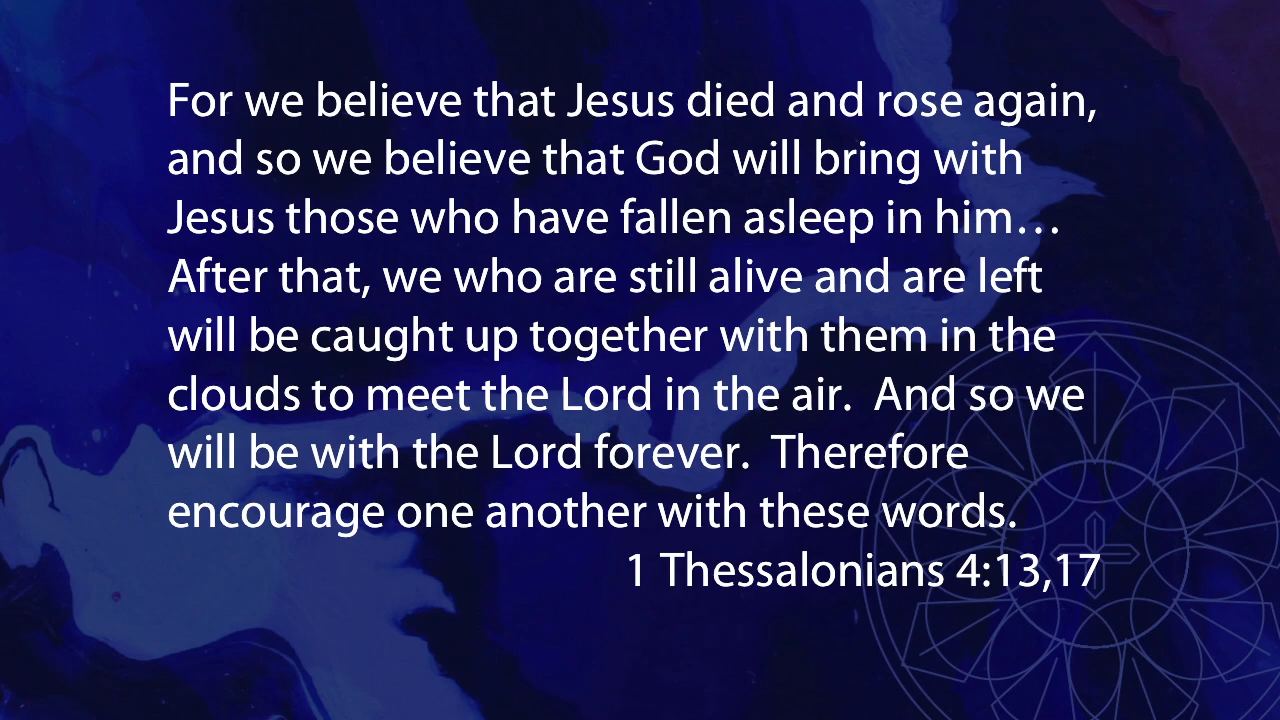 For we believe that Jesus died and rose again,
and so we believe that God will bring with
Jesus those who have fallen asleep in him…
After that, we who are still alive and are left
will be caught up together with them in the
clouds to meet the Lord in the air.  And so we
will be with the Lord forever.  Therefore
encourage one another with these words.
1 Thessalonians 4:13,17